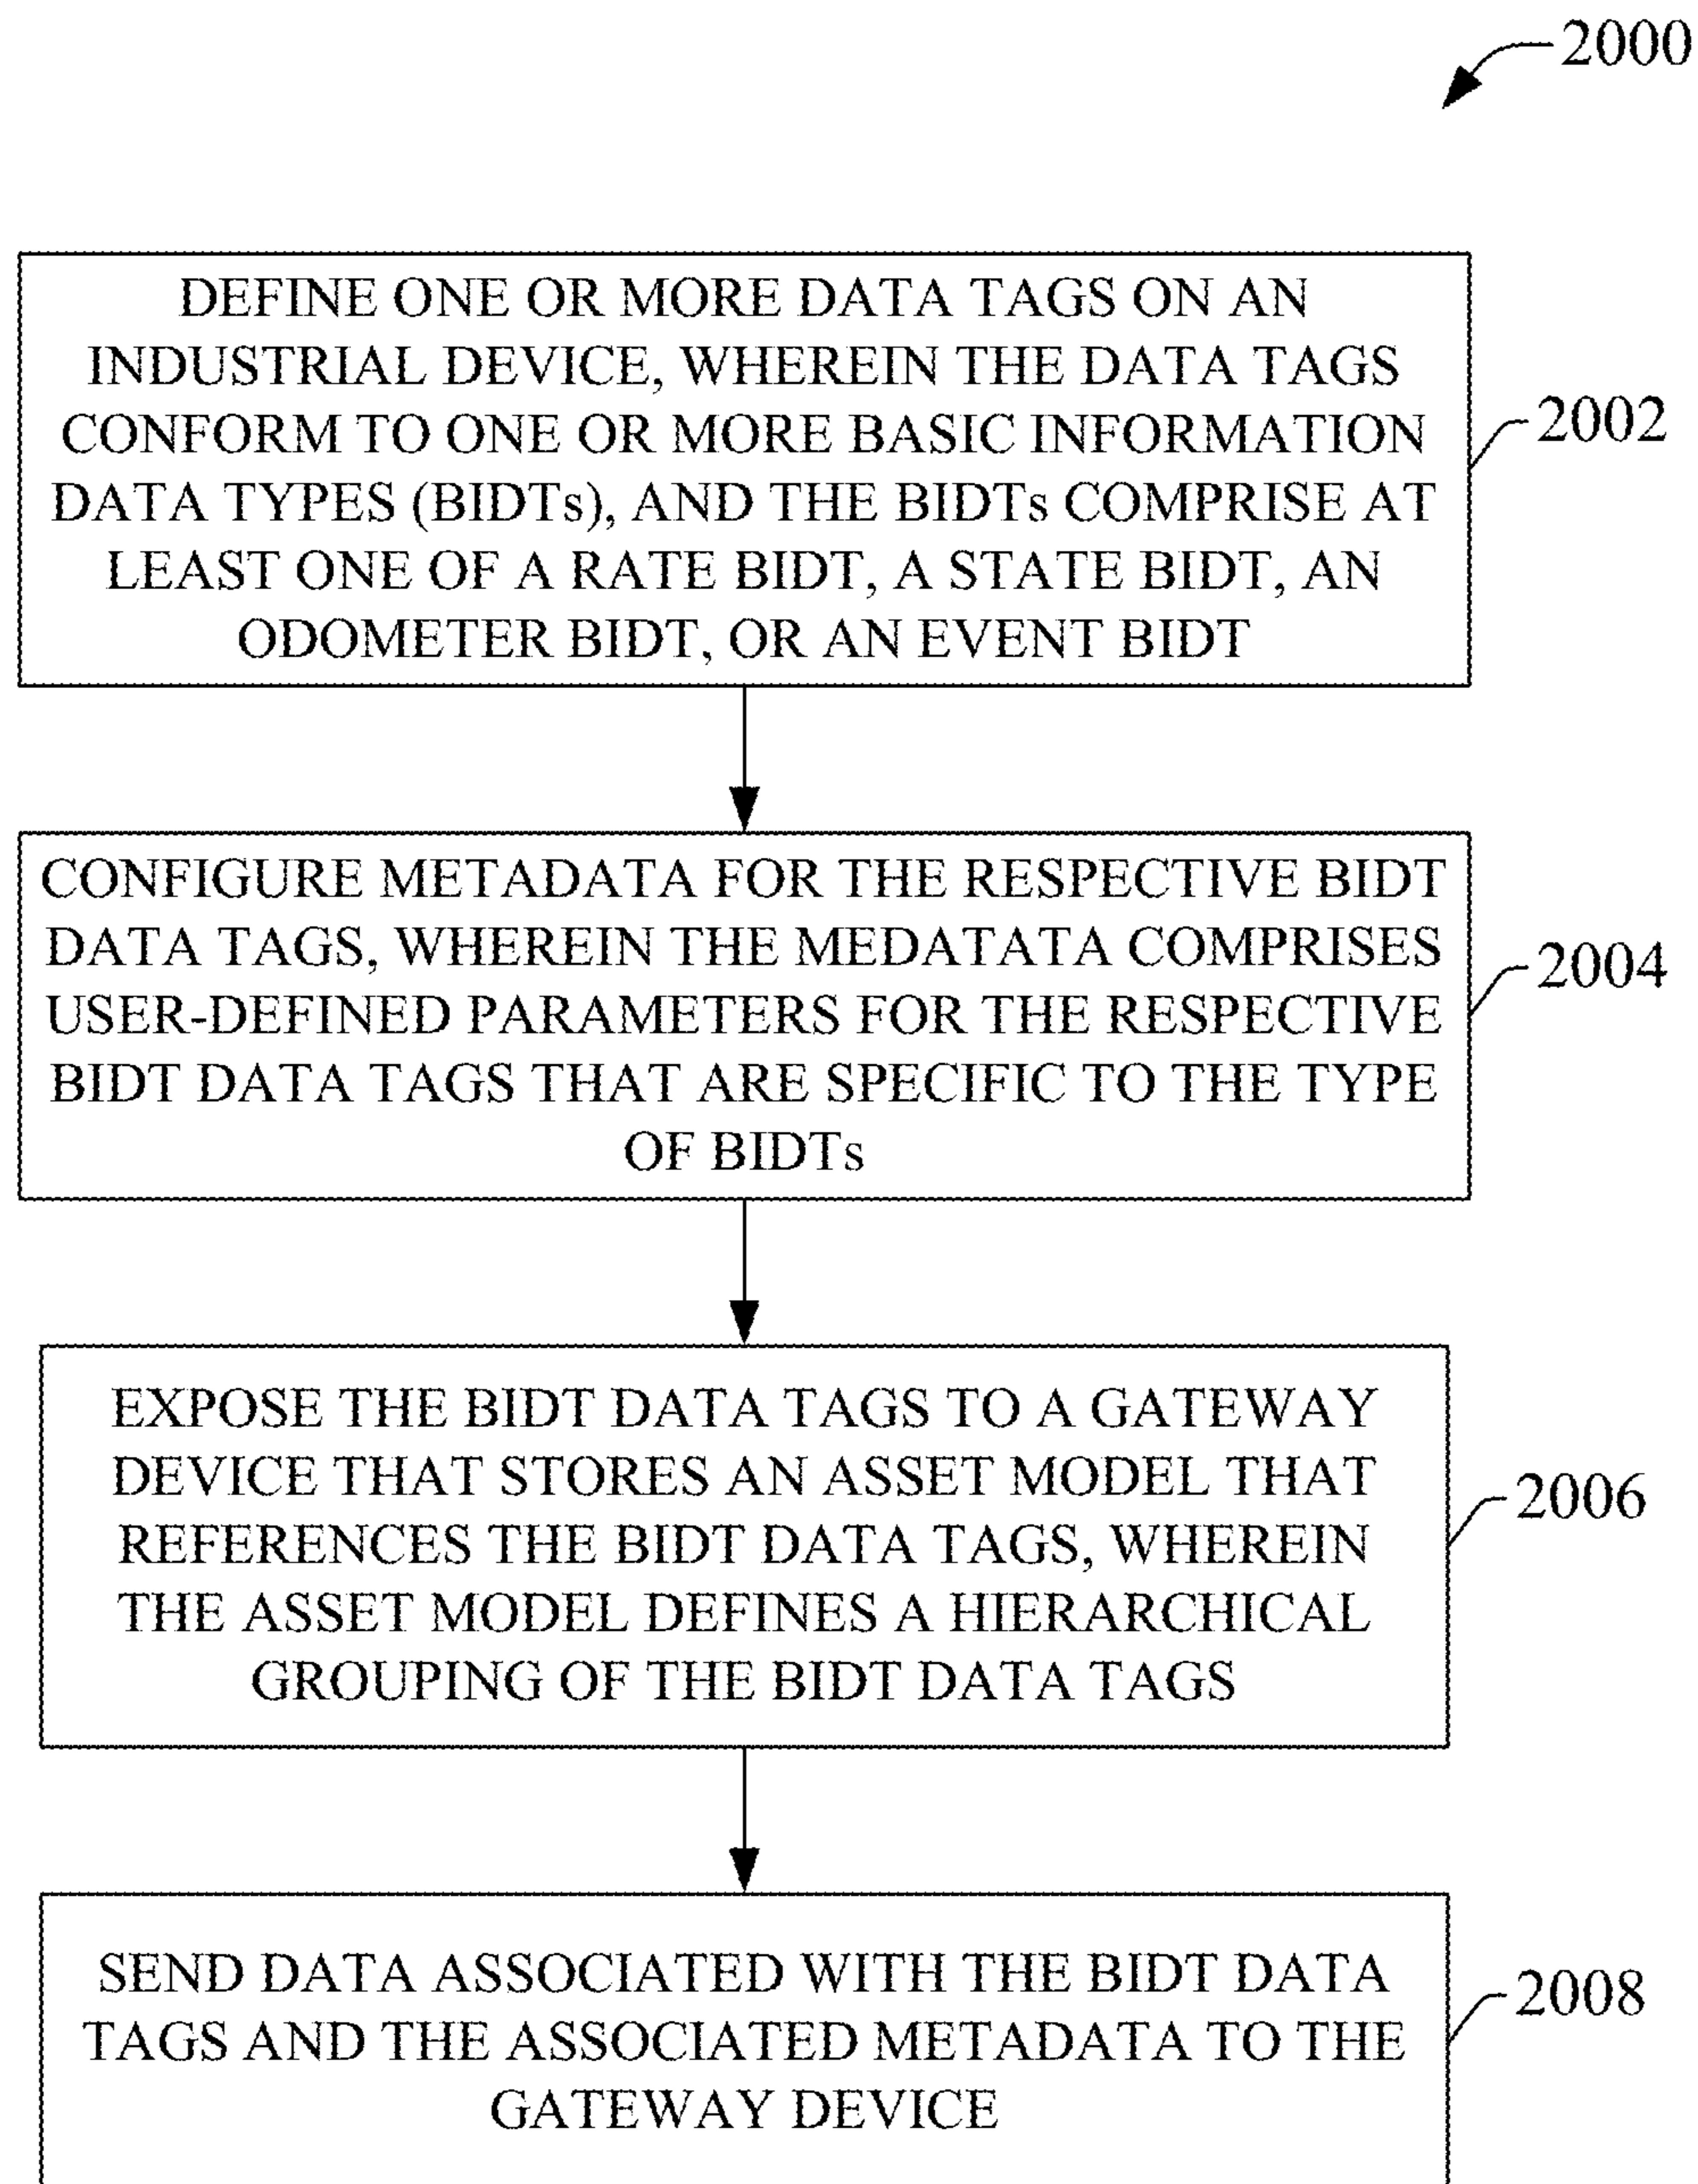 2000
DEFINE ONE OR MORE DATA TAGS ON AN
INDUSTRIAL DEVICE, WHEREIN THE DATA TAGS
CONFORM TO ONE OR MORE BASIC INFORMATION
DATA TYPES (BIDTs), AND THE BIDTs COMPRISE AT
LEAST ONE OF A RATE BIDT, A STATE BIDT, AN
ODOMETER BIDT, OR AN EVENT BIDT
2002
CONFIGURE METADATA FOR THE RESPECTIVE BIDT
DATA TAGS, WHEREIN THE MEDATATA COMPRISES
USER-DEFINED PARAMETERS FOR THE RESPECTIVE
BIDT DATA TAGS THAT ARE SPECIFIC TO THE TYPE
OF BIDTs
2004
EXPOSE THE BIDT DATA TAGS TO A GATEWAY
DEVICE THAT STORES AN ASSET MODEL THAT
REFERENCES THE BIDT DATA TAGS, WHEREIN
THE ASSET MODEL DEFINES A HIERARCHICAL
GROUPING OF THE BIDT DATA TAGS
2006
SEND DATA ASSOCIATED WITH THE BIDT DATA
TAGS AND THE ASSOCIATED METADATA TO THE
GATEWAY DEVICE
2008